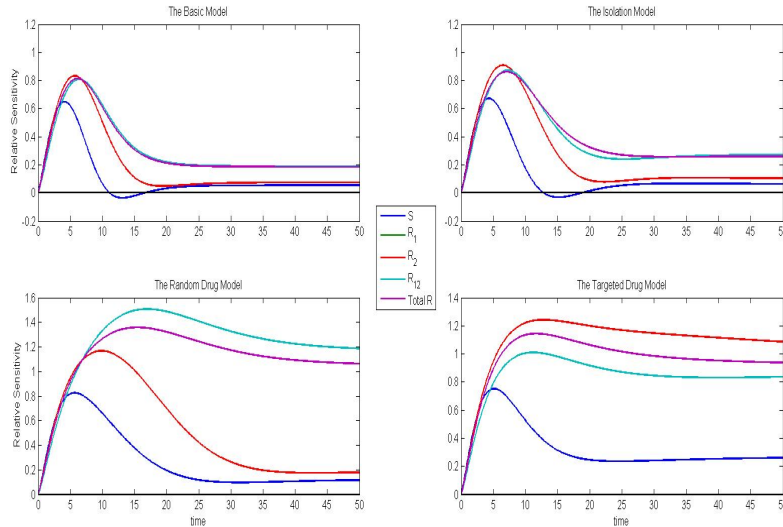 The Basic Model
Relative Sensitivity
1.2
1
0.8
0.6
0.4
0.2
0
-0.2
0 5 10 15 20 25 30 35 40 45 50
The Isolation Model
Relative Sensitivity
1.2
1
0.8
0.6
0.4
0.2
0
-0.2
0 5 10 15 20 25 30 35 40 45 50
S
R1
R2
R12
Total R
The Random Drug Model
Relative Sensitivity
1.6
1.4
1.2
1
0.8
0.6
0.4
0.2
0
0 5 10 15 20 25 30 35 40 45 50
time
The Targeted Drug Model
1.4
1.2
1
0.8
0.6
0.4
0.2
0
0 5 10 15 20 25 30 35 40 45 50
time